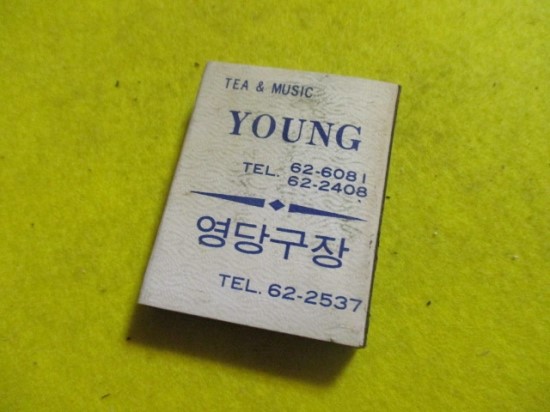 TEA & MUSIC
YOUNG
TEL. 62-6081
62-2408
영당구장
TEL. 62-2537